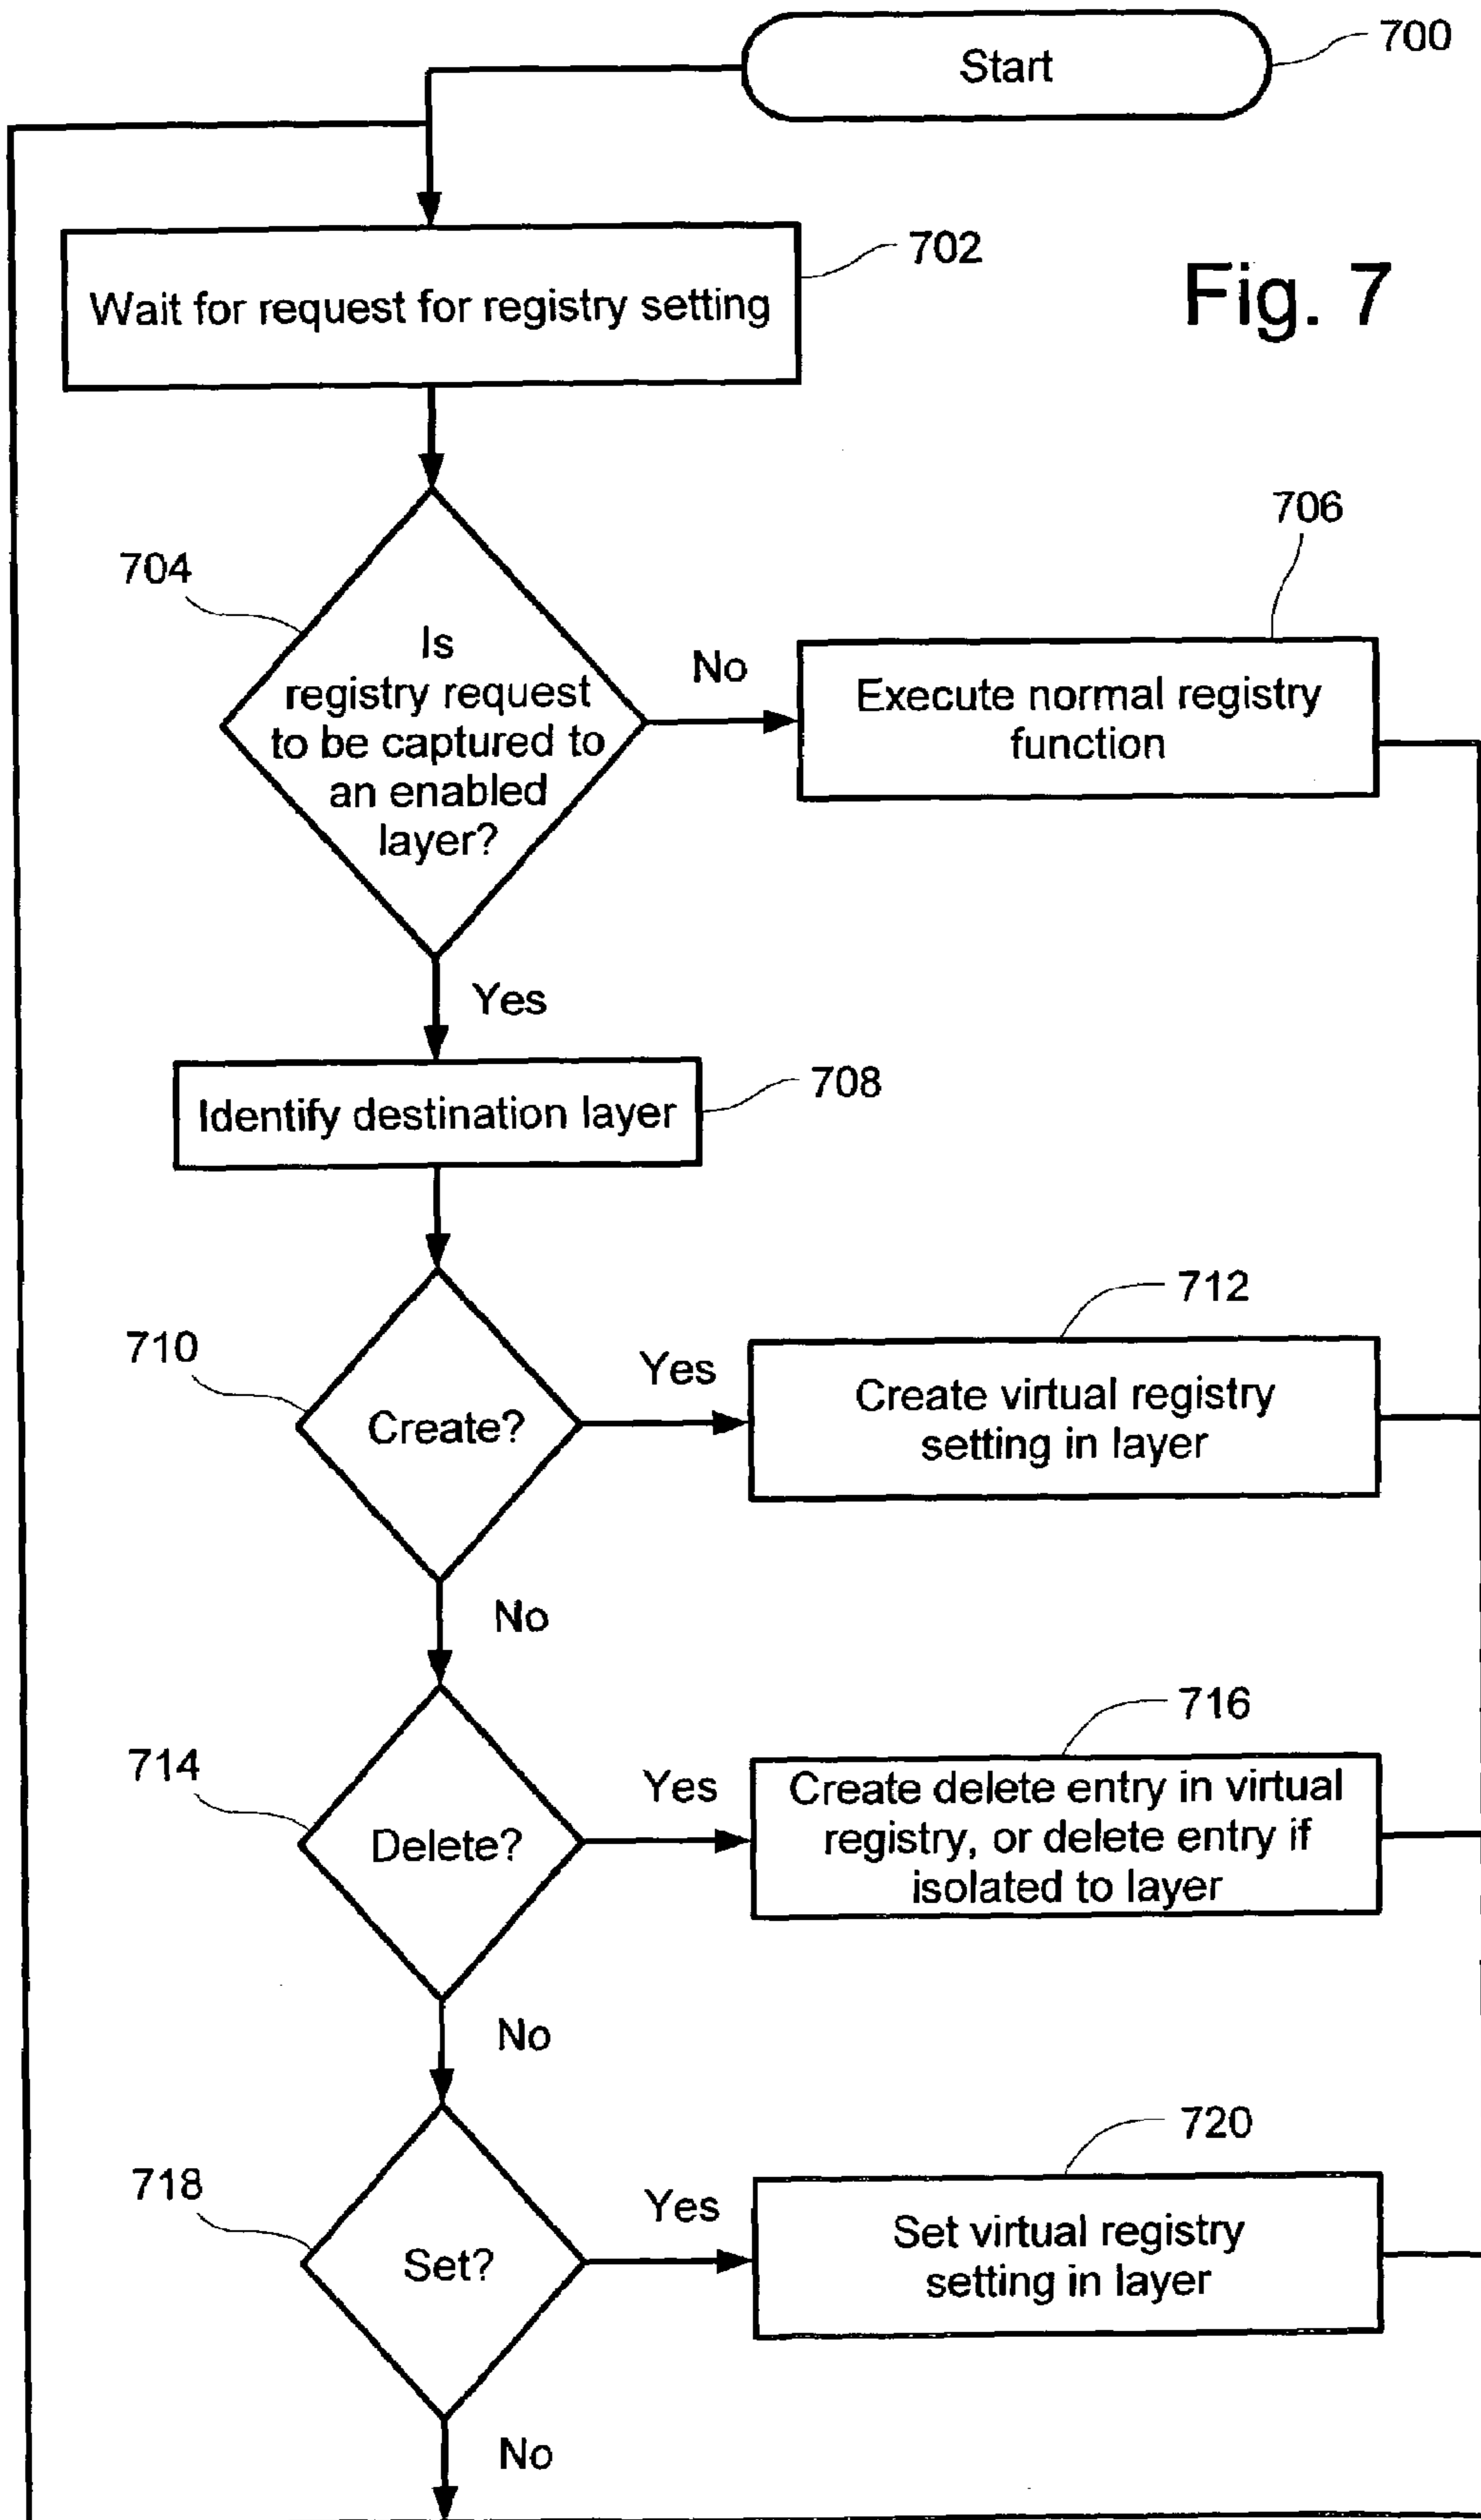 Start
700
702
Wait for request for registry setting
Fig. 7
704
Is
registry request
to be captured to
an enabled
layer?
No
706
Execute normal registry
function
Yes
Identify destination layer
708
710
Create?
Yes
712
Create virtual registry
setting in layer
No
714
Delete?
Yes
716
Create delete entry in virtual
registry, or delete entry if
isolated to layer
No
718
Set?
Yes
720
Set virtual registry
setting in layer
No